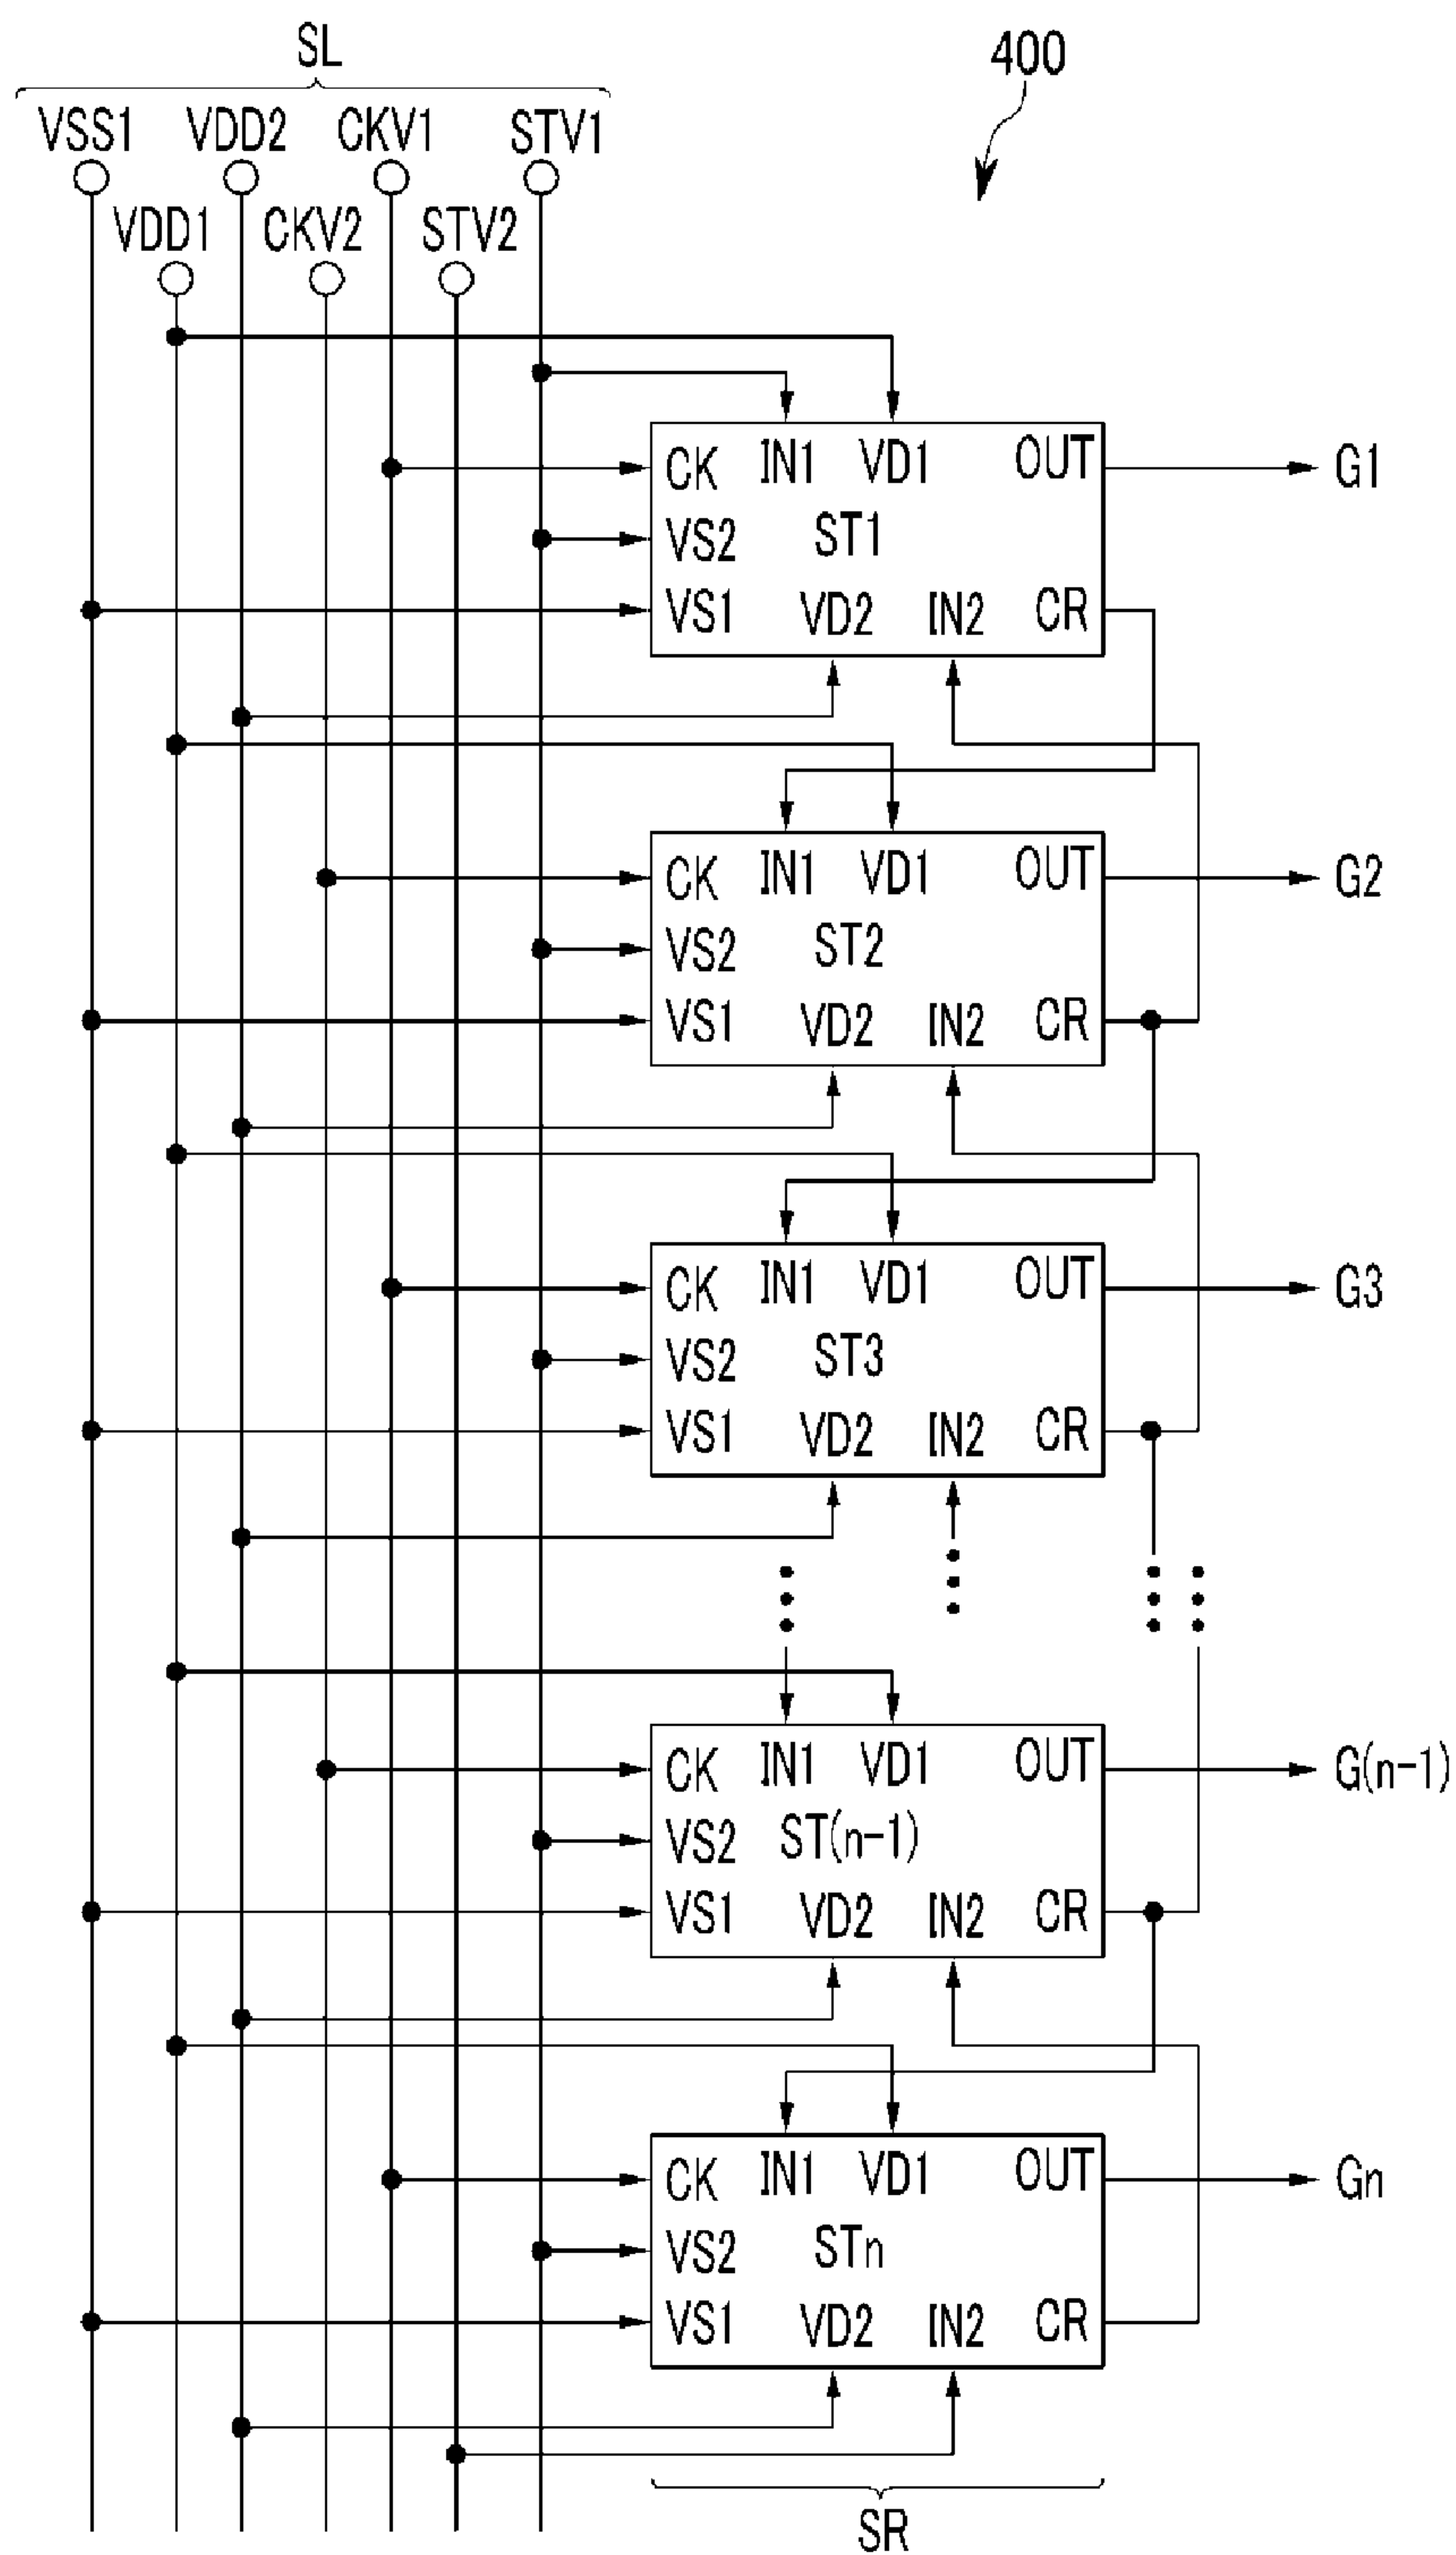 SL
400
VSS1 VDD2 CKV1 STV1
VDD1 CKV2 STV2
CK IN1 VD1 OUT G1
VS2 ST1
VS1 VD2 IN2 CR
CK IN1 VD1 OUT G2
VS2 ST2
VS1 VD2 IN2 CR
CK IN1 VD1 OUT G3
VS2 ST3
VS1 VD2 IN2 CR
CK IN1 VD1 OUT G(n-1)
VS2 ST(n-1)
VS1 VD2 IN2 CR
CK IN1 VD1 OUT Gn
VS2 STn
VS1 VD2 IN2 CR
SR